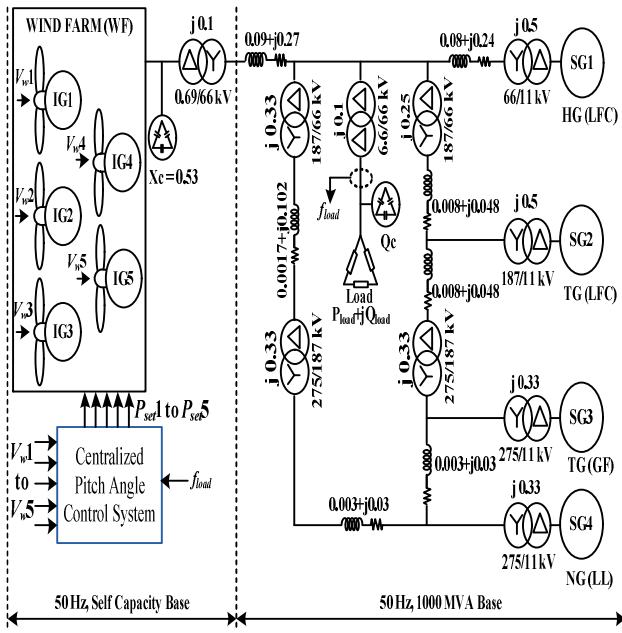 WIND FARM (WF)
j 0.1
0.69/66 kV
Vw1
IG1
Vw4
IG4
Vw2
IG2
Vw5
IG5
Vw3
IG3
Xc= 0.53
Pset1 to Pset5
Vw1
to
Vw5
Centralized
Pitch Angle
Control System
fload
0.09+j0.27
0.08+j0.24
j 0.5
66/11 kV
SG1
HG (LFC)
j 0.33
187/66 kV
j 0.1
6.6/66 kV
j 0.25
187/66 kV
fload
Qc
Load
Pload+jQload
0.0017+j0.102
0.008+j0.048
j 0.5
187/11 kV
SG2
TG (LFC)
0.008+j0.048
j 0.33
275/187 kV
j 0.33
275/187 kV
j 0.33
275/11 kV
SG3
TG (GF)
0.003+j0.03
0.003+j0.03
j 0.33
275/11 kV
SG4
NG (LL)
50 Hz, Self Capacity Base
50 Hz, 1000 MVA Base